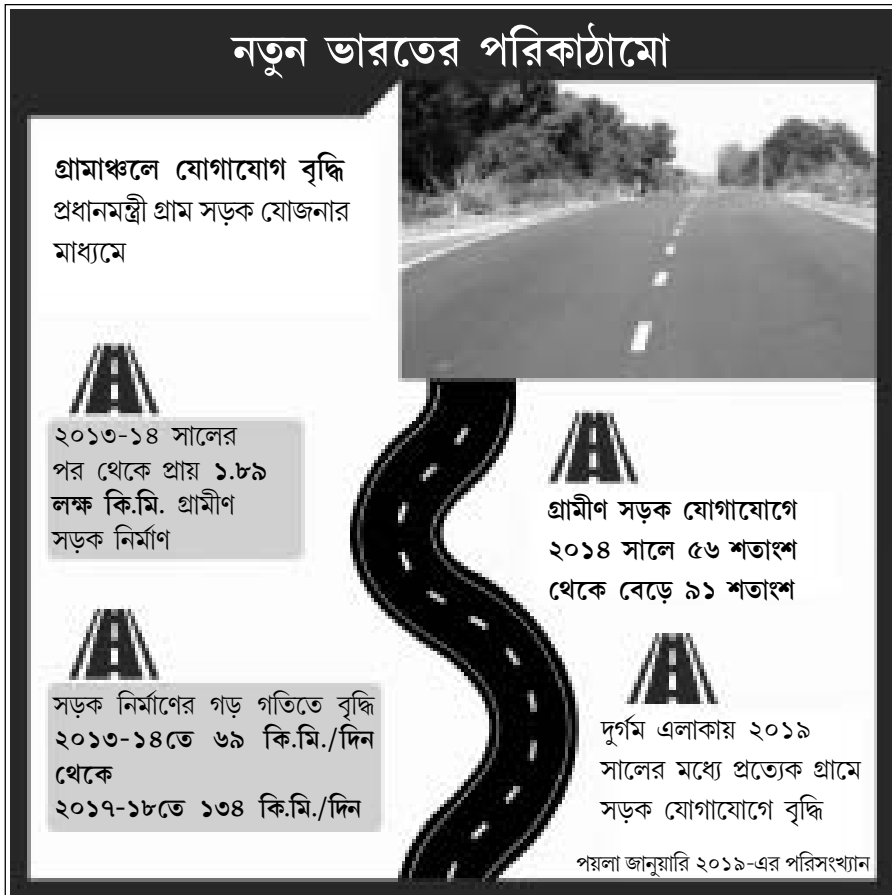 নতুন ভারতের পরিকাঠামো
গ্রামাঞ্চলে যোগাযোগ বৃদ্ধি
প্রধানমন্ত্রী গ্রাম সড়ক যোজনার
মাধ্যমে
২০১৩-১৪ সালের
পর থেকে প্রায় ১.৮৯
লক্ষ কি.মি. গ্রামীণ
সড়ক নির্মাণ
গ্রামীণ সড়ক যোগাযোগে
২০১৪ সালে ৫৬ শতাংশ
থেকে বেড়ে ৯১ শতাংশ
সড়ক নির্মাণের গড় গতিতে বৃদ্ধি
২০১৩-১৪তে ৬৯ কি.মি./দিন
থেকে
২০১৭-১৮তে ১৩৪ কি.মি./দিন
দুর্গম এলাকায় ২০১৯
সালের মধ্যে প্রত্যেক গ্রামে
সড়ক যোগাযোগে বৃদ্ধি
পয়লা জানুয়ারি ২০১৯-এর পরিসংখ্যান